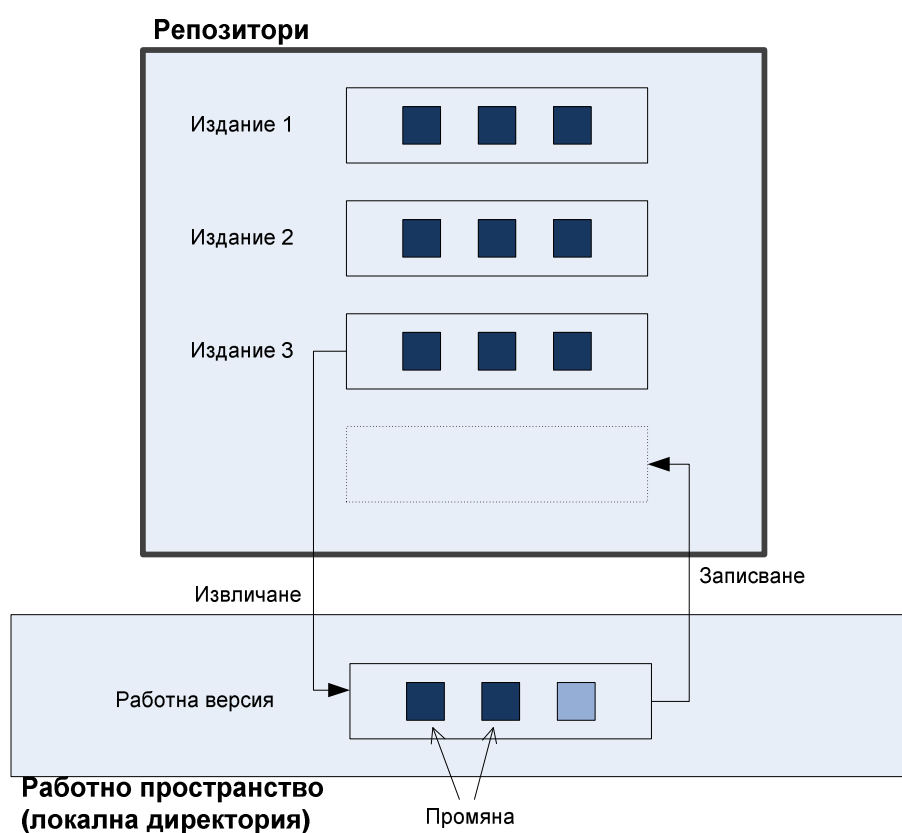 Репозитори
Издание 1
Издание 2
Издание 3
Записване
Извличане
Работна версия
Работно пространство
(локална директория)
Промяна